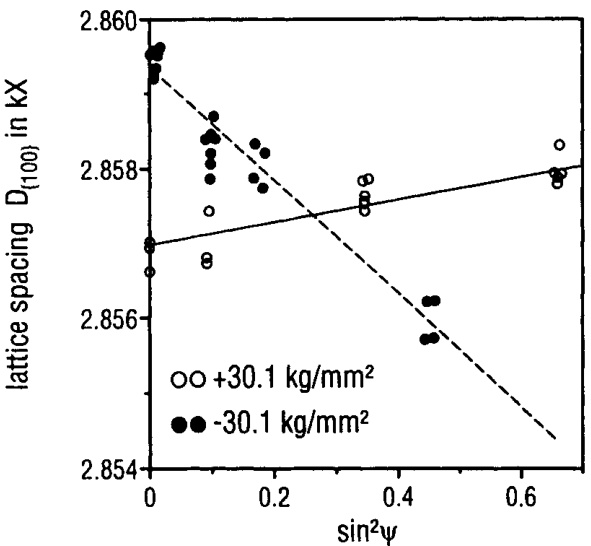 lattice spacing D{100} in kX
2.860
2.858
2.856
2.854
+30.1 kg/mm²
-30.1 kg/mm²
0 0.2 0.4 0.6
sin²ψ